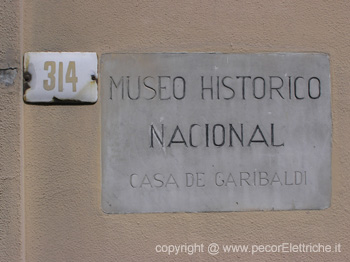 314
MUSEO HISTORICO
NACIONAL
CASA DE GARIBALDI
copyright @ www.pecorElettriche.it